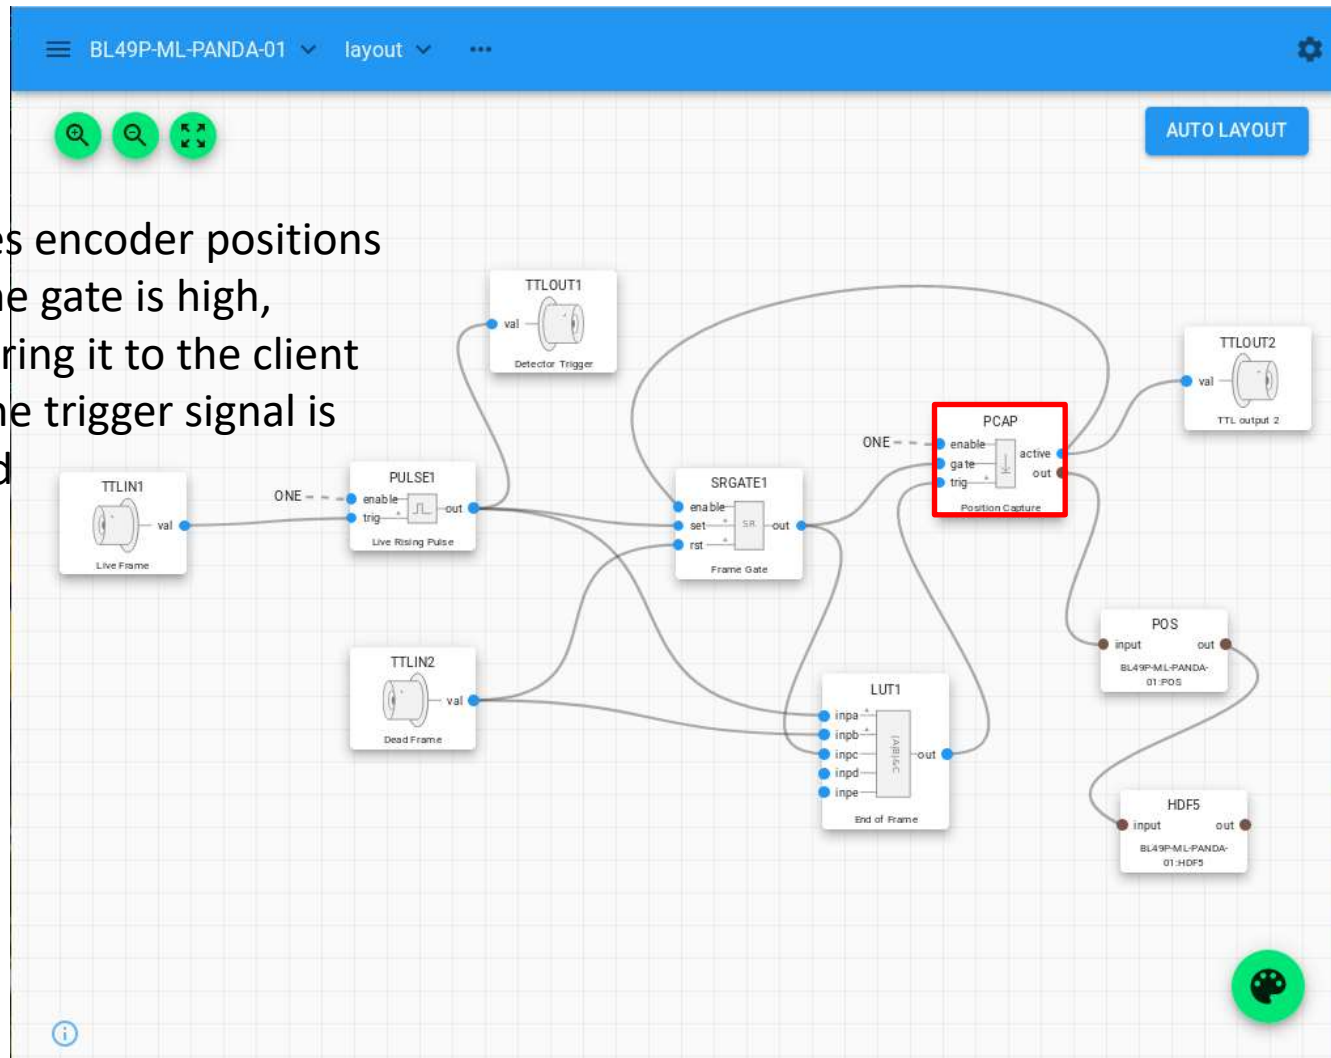 BL49P-ML-PANDA-01 layout
AUTO LAYOUT
es encoder positions
ne gate is high,
ring it to the client
ne trigger signal is
d
TTLOUT1
val
Detector Trigger
TTLOUT2
val
TTL output 2
PCAP
ONE
enable
gate
trig
active
out
Position Capture
TTLIN1
val
Live Frame
PULSE1
ONE
enable
trig
out
Live Rising Pulse
SRGATE1
enable
set
rst
SR
out
Frame Gate
TTLIN2
val
Dead Frame
LUT1
inpa
inpb
inpc
inpd
inpe
(A|B)&C
out
End of Frame
POS
input out
BL49P-ML-PANDA-
01:POS
HDF5
input out
BL49P-ML-PANDA-
01:HDF5